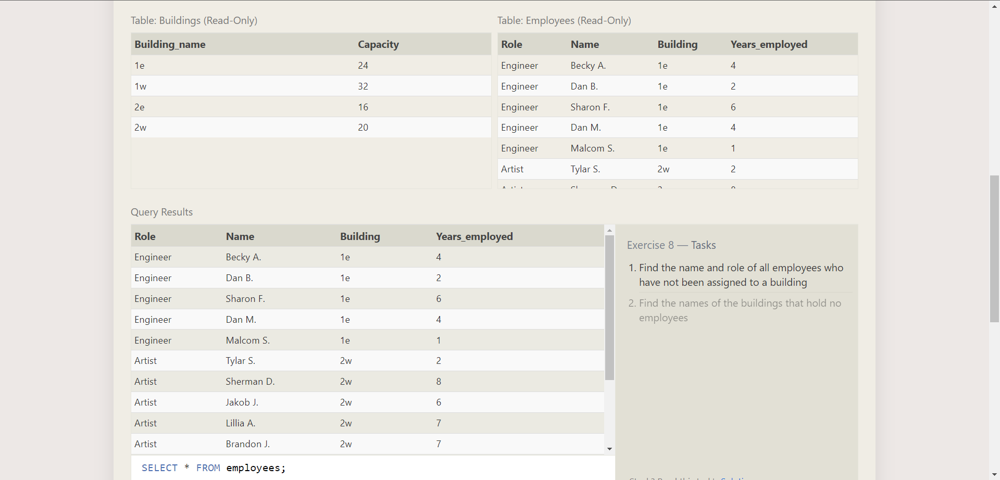 Table: Buildings (Read-Only)
Building_name Capacity
1e 24
1w 32
2e 16
2w 20
Table: Employees (Read-Only)
Role Name Building Years_employed
Engineer Becky A. 1e 4
Engineer Dan B. 1e 2
Engineer Sharon F. 1e 6
Engineer Dan M. 1e 4
Engineer Malcom S. 1e 1
Artist Tylar S. 2w 2
Query Results
Role Name Building Years_employed
Engineer Becky A. 1e 4
Engineer Dan B. 1e 2
Engineer Sharon F. 1e 6
Engineer Dan M. 1e 4
Engineer Malcom S. 1e 1
Artist Tylar S. 2w 2
Artist Sherman D. 2w 8
Artist Jakob J. 2w 6
Artist Lillia A. 2w 7
Artist Brandon J. 2w 7
SELECT * FROM employees;
Exercise 8 — Tasks
1. Find the name and role of all employees who
have not been assigned to a building
2. Find the names of the buildings that hold no
employees